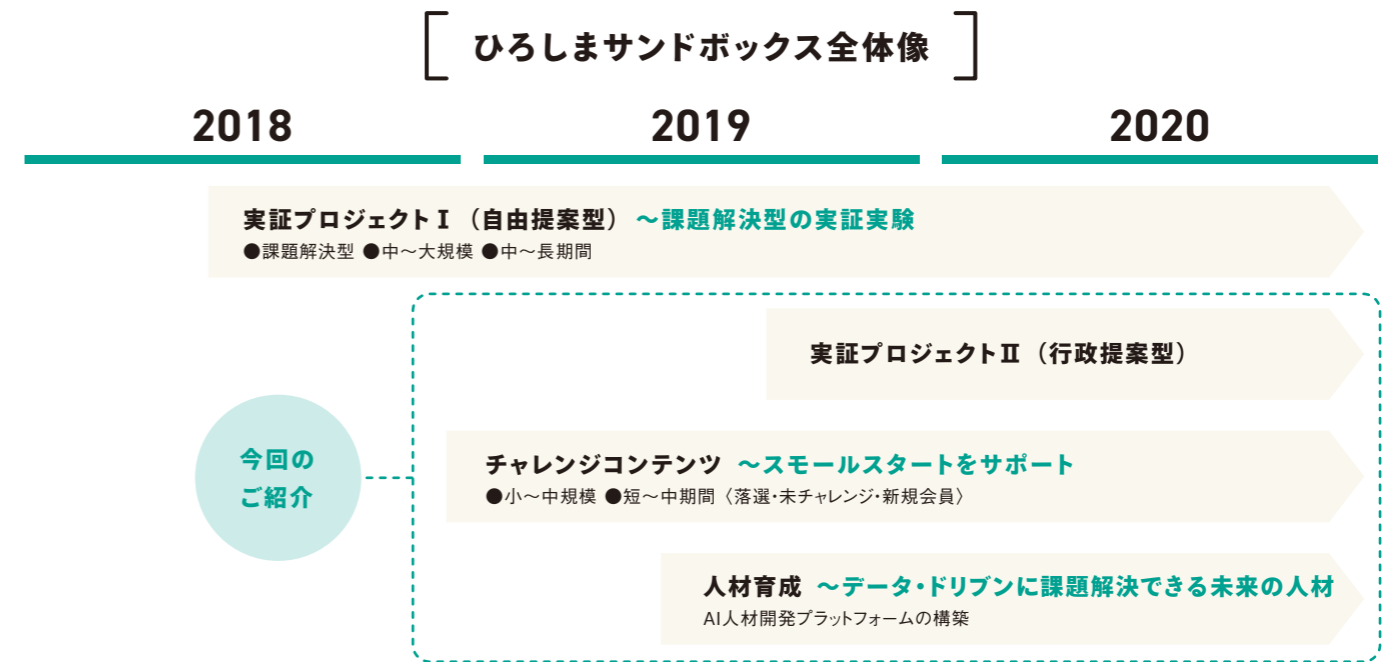 ひろしまサンドボックス全体像
2018 2019 2020
実証プロジェクトⅠ（自由提案型）～課題解決型の実証実験
●課題解決型 ●中～大規模 ●中～長期間
実証プロジェクトⅡ（行政提案型）
今回の
ご紹介
チャレンジコンテンツ ～スモールスタートをサポート
●小～中規模 ●短～中期間〈落選・未チャレンジ・新規会員〉
人材育成 ～データ・ドリブンに課題解決できる未来の人材
AI人材開発プラットフォームの構築